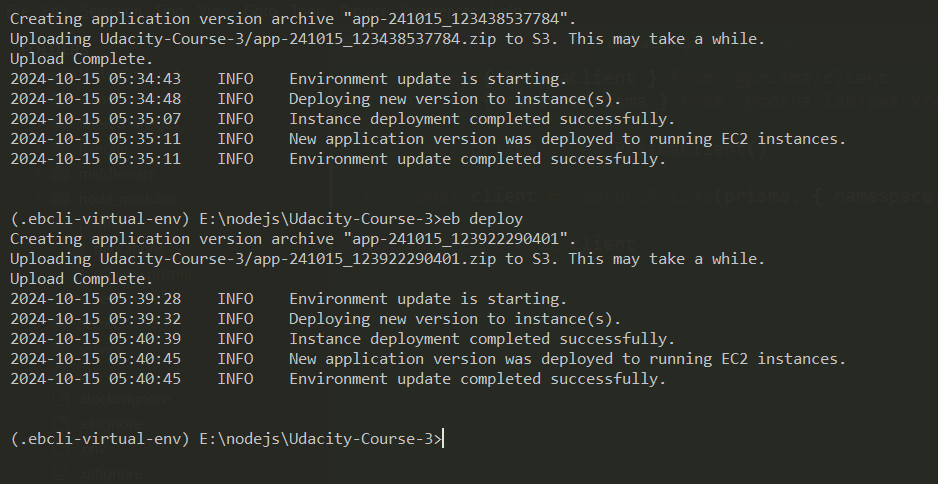 Creating application version archive "app-241015_123438537784".
Uploading Udacity-Course-3/app-241015_123438537784.zip to S3. This may take a while.
Upload Complete.
2024-10-15 05:34:43    INFO    Environment update is starting.
2024-10-15 05:34:48    INFO    Deploying new version to instance(s).
2024-10-15 05:35:07    INFO    Instance deployment completed successfully.
2024-10-15 05:35:11    INFO    New application version was deployed to running EC2 instances.
2024-10-15 05:35:11    INFO    Environment update completed successfully.
(.ebcli-virtual-env) E:\nodejs\Udacity-Course-3>eb deploy
Creating application version archive "app-241015_123922290401".
Uploading Udacity-Course-3/app-241015_123922290401.zip to S3. This may take a while.
Upload Complete.
2024-10-15 05:39:28    INFO    Environment update is starting.
2024-10-15 05:39:32    INFO    Deploying new version to instance(s).
2024-10-15 05:40:39    INFO    Instance deployment completed successfully.
2024-10-15 05:40:45    INFO    New application version was deployed to running EC2 instances.
2024-10-15 05:40:45    INFO    Environment update completed successfully.
(.ebcli-virtual-env) E:\nodejs\Udacity-Course-3>